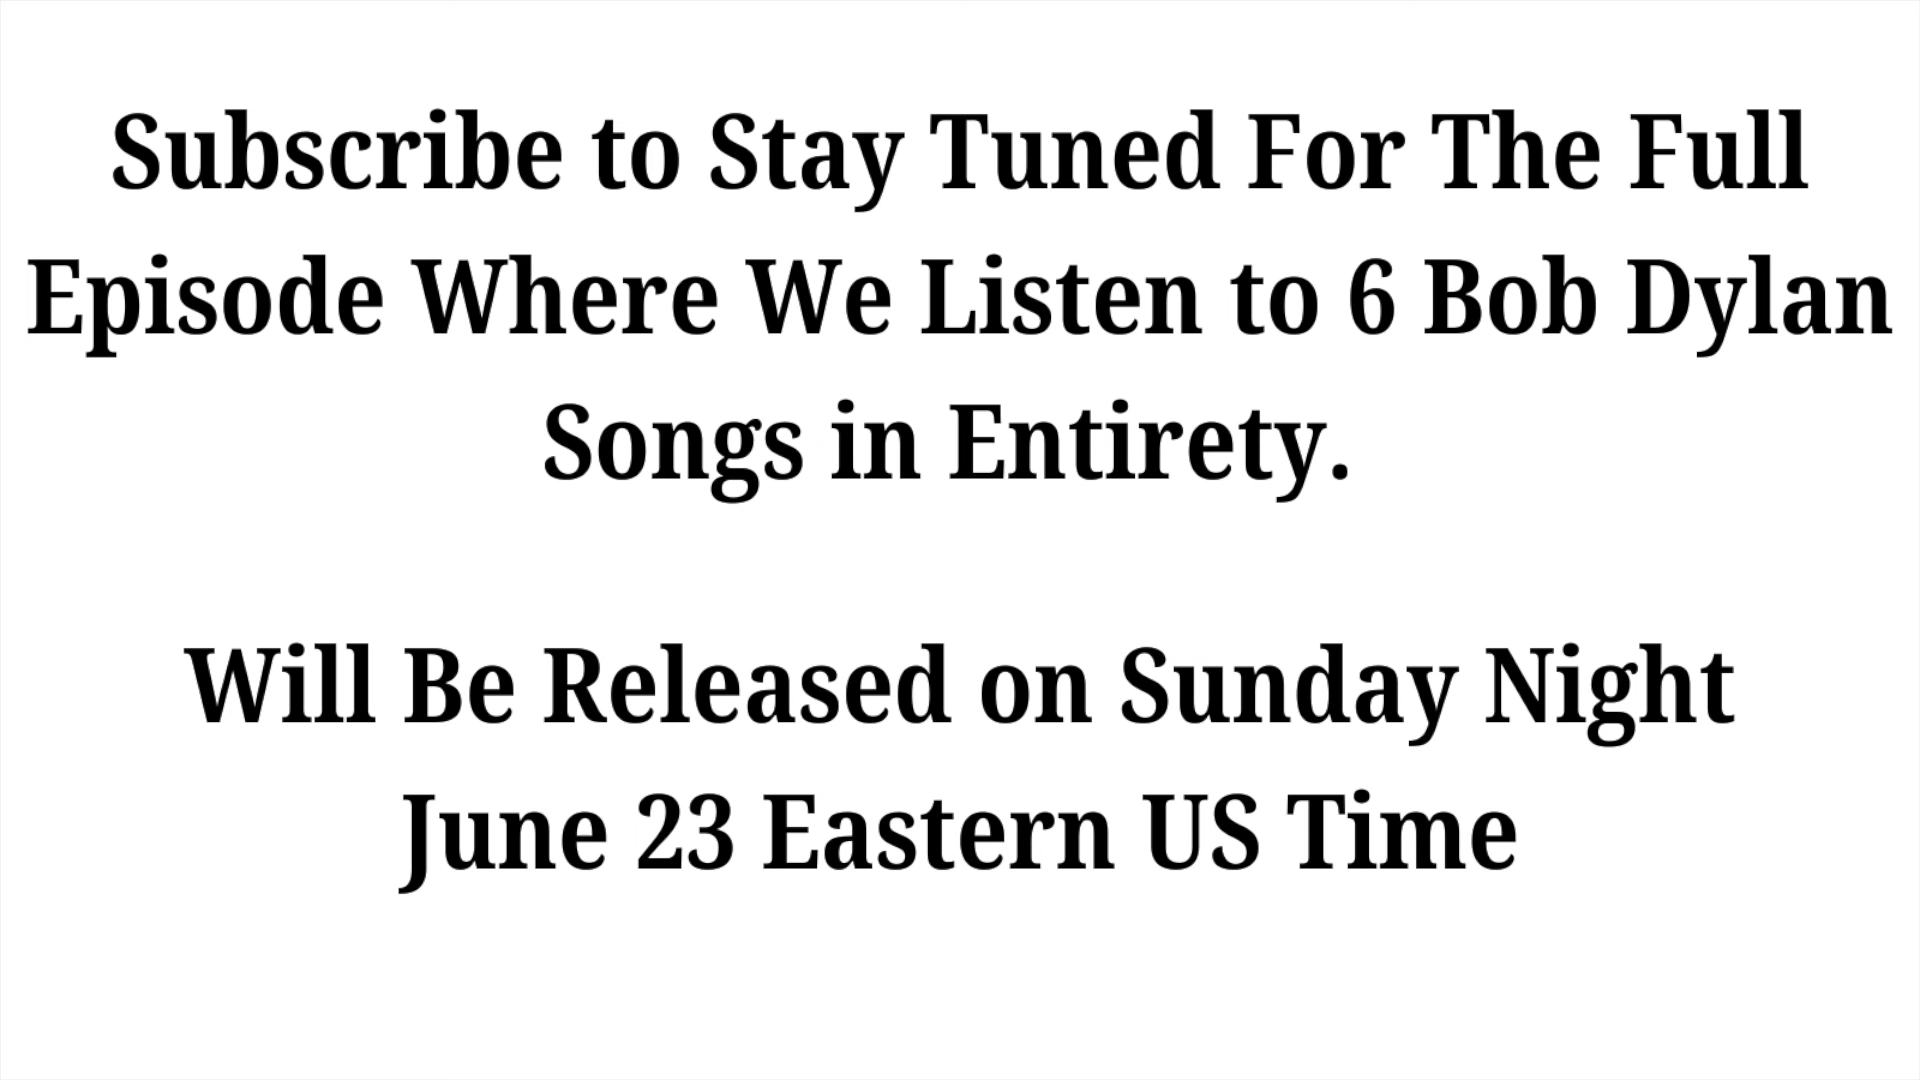 Subscribe to Stay Tuned For The Full
Episode Where We Listen to 6 Bob Dylan
Songs in Entirety.
Will Be Released on Sunday Night
June 23 Eastern US Time